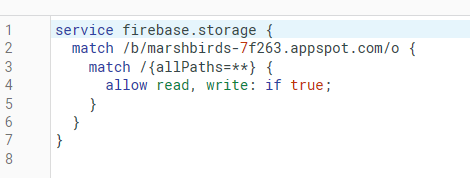 1 service firebase.storage {
2   match /b/marshbirds-7f263.appspot.com/o {
3     match /{allPaths=**} {
4       allow read, write: if true;
5     }
6   }
7 }
8